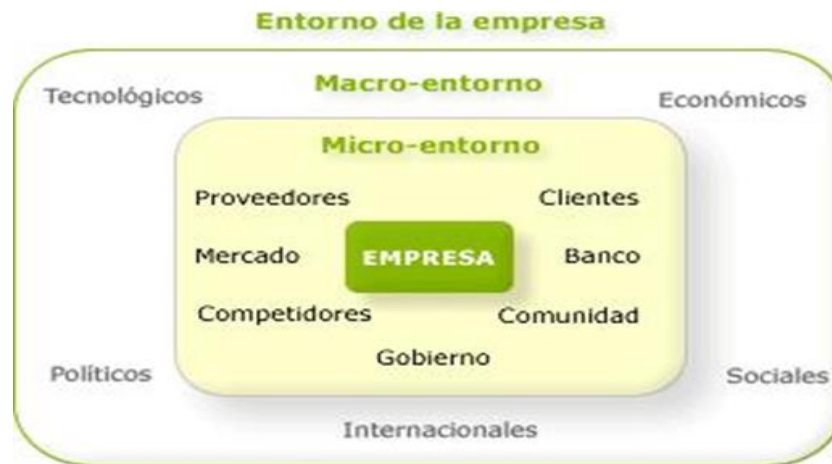 Entorno de la empresa
Macro-entorno
Tecnológicos
Económicos
Micro-entorno
Proveedores
Clientes
Mercado
EMPRESA
Banco
Competidores
Comunidad
Gobierno
Políticos
Sociales
Internacionales